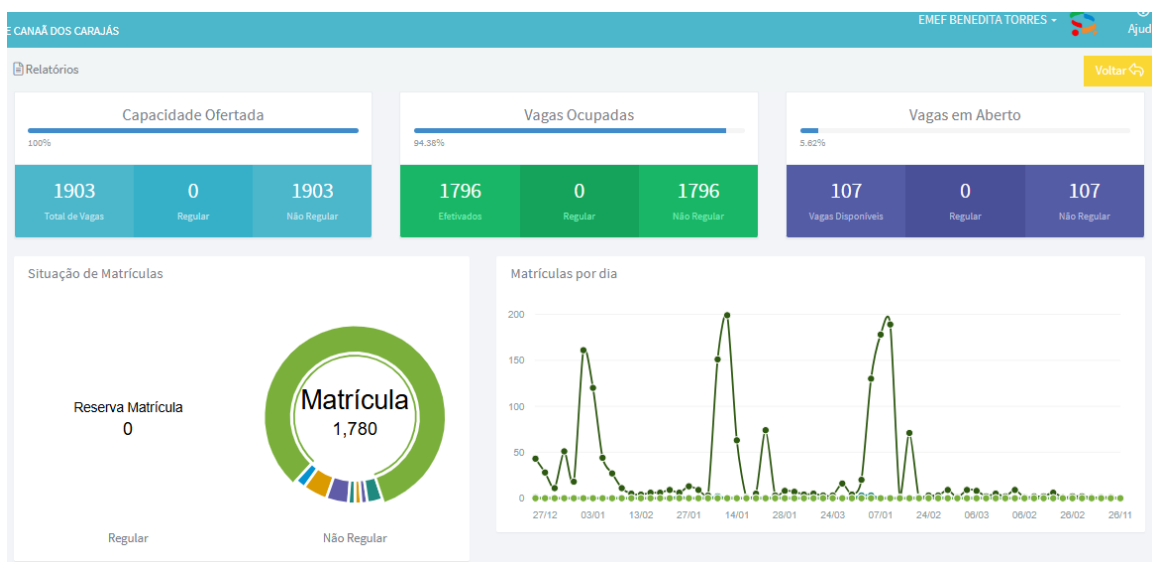 EMEF BENEDITA TORRES
E CANAÃ DOS CARAJÁS
Ajud
Relatórios
Voltar
Capacidade Ofertada
100%
1903
Total de Vagas
0
Regular
1903
Não Regular
Vagas Ocupadas
94.38%
1796
Efetivados
0
Regular
1796
Não Regular
Vagas em Aberto
5.62%
107
Vagas Disponíveis
0
Regular
107
Não Regular
Situação de Matrículas
Reserva Matrícula
0
Matrícula
1,780
Regular
Não Regular
Matrículas por dia
200
150
100
50
0
27/12 03/01 13/02 27/01 14/01 28/01 24/03 07/01 24/02 06/03 06/02 26/02 26/11